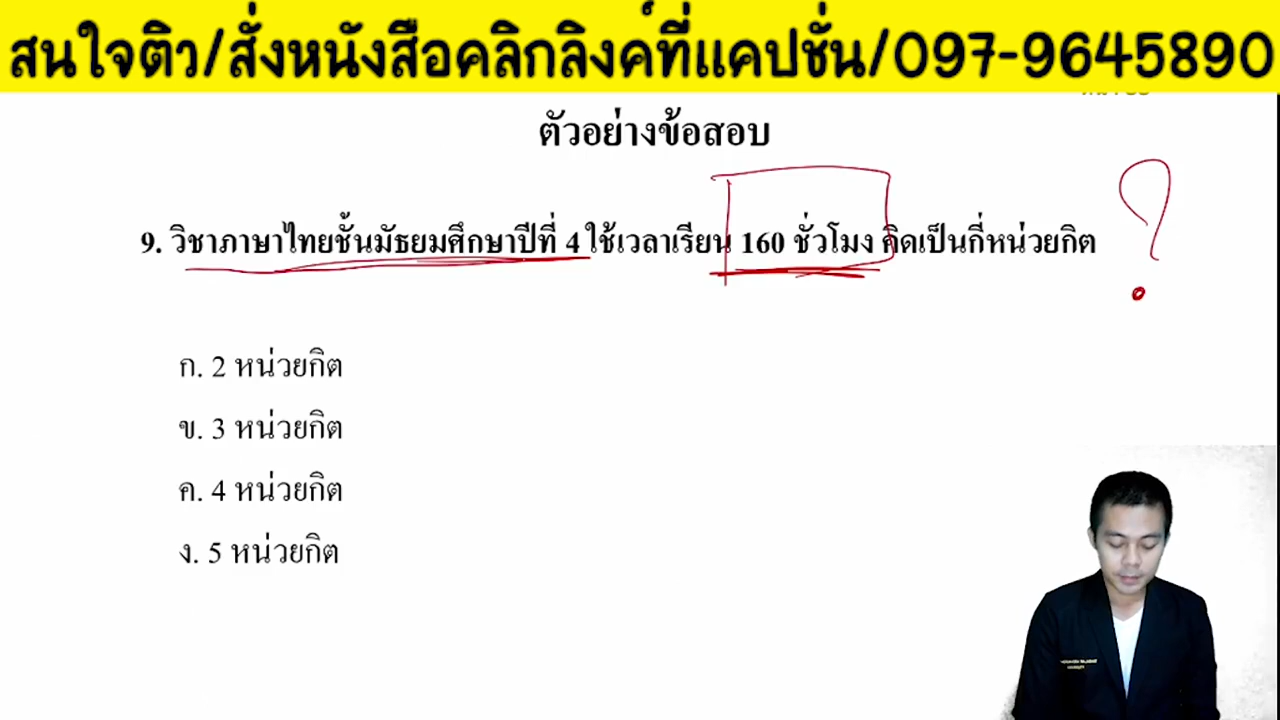 สนใจติว/สั่งหนังสือคลิกลิงค์ที่แคปชั่น/097-9645890
ตัวอย่างข้อสอบ
9. วิชาภาษาไทยชั้นมัธยมศึกษาปีที่ 4 ใช้เวลาเรียน 160 ชั่วโมง คิดเป็นกี่หน่วยกิต
?
ก. 2 หน่วยกิต
ข. 3 หน่วยกิต
ค. 4 หน่วยกิต
ง. 5 หน่วยกิต